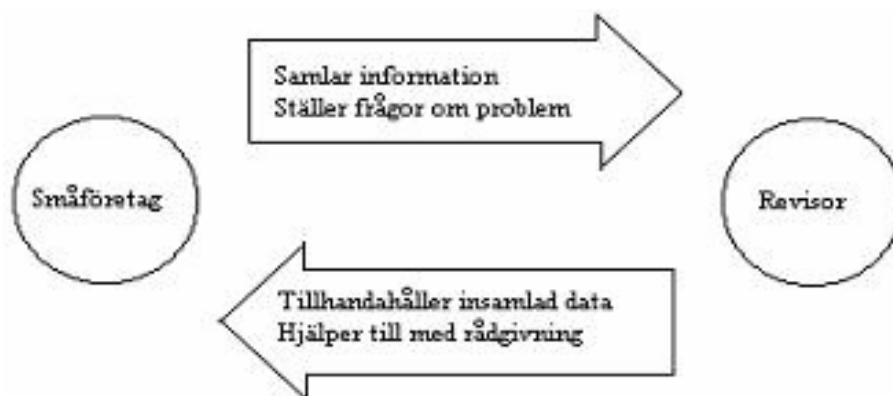 Samlar information
Ställer frågor om problem
Småföretag
Revisor
Tillhandahåller insamlad data
Hjälper till med rådgivning